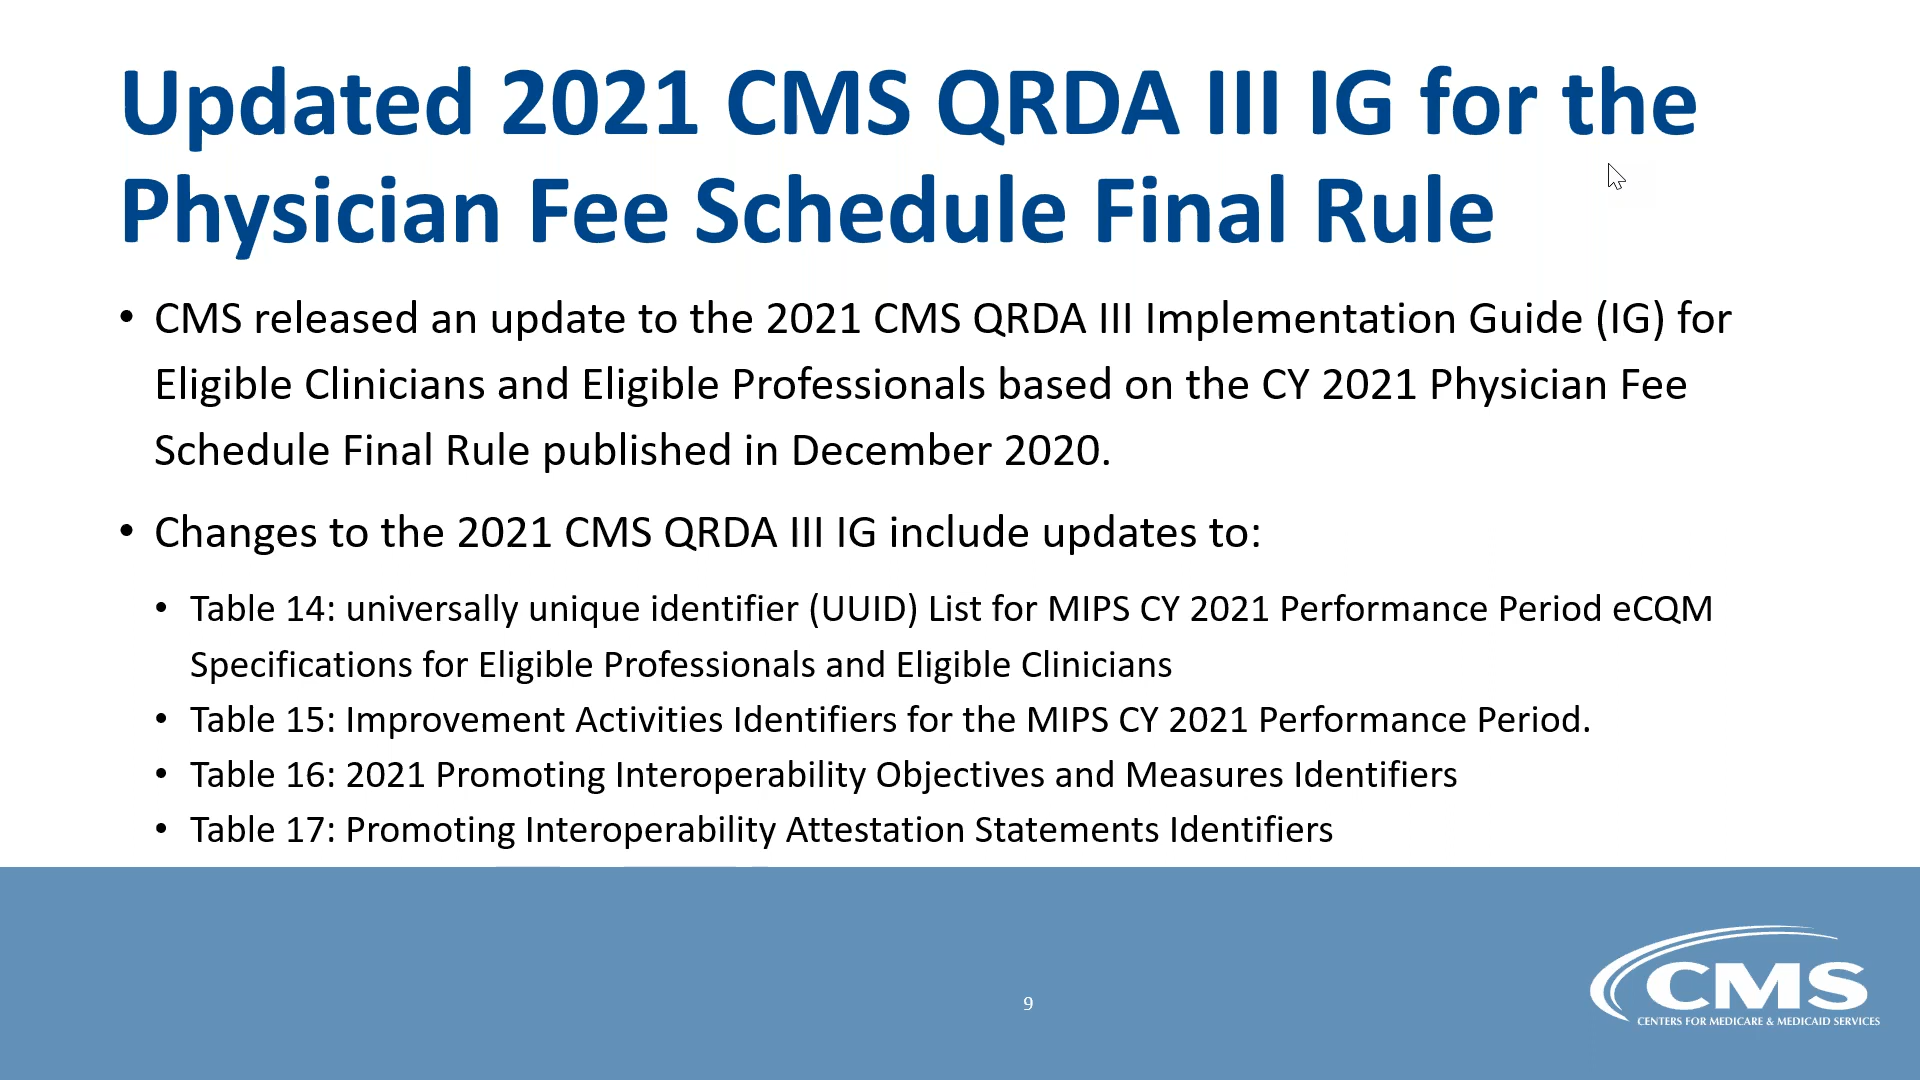 Updated 2021 CMS QRDA III IG for the
Physician Fee Schedule Final Rule
• CMS released an update to the 2021 CMS QRDA III Implementation Guide (IG) for
Eligible Clinicians and Eligible Professionals based on the CY 2021 Physician Fee
Schedule Final Rule published in December 2020.
• Changes to the 2021 CMS QRDA III IG include updates to:
• Table 14: universally unique identifier (UUID) List for MIPS CY 2021 Performance Period eCQM
Specifications for Eligible Professionals and Eligible Clinicians
• Table 15: Improvement Activities Identifiers for the MIPS CY 2021 Performance Period.
• Table 16: 2021 Promoting Interoperability Objectives and Measures Identifiers
• Table 17: Promoting Interoperability Attestation Statements Identifiers
9
CMS
CENTERS FOR MEDICARE & MEDICAID SERVICES